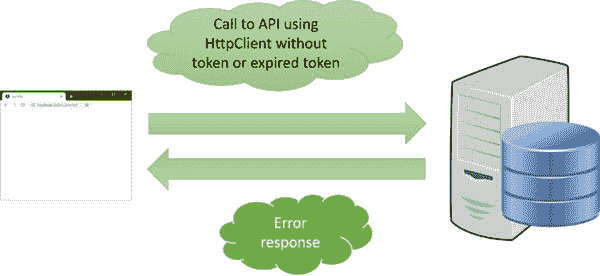 Call to API using
HttpClient without
token or expired token
Error
response